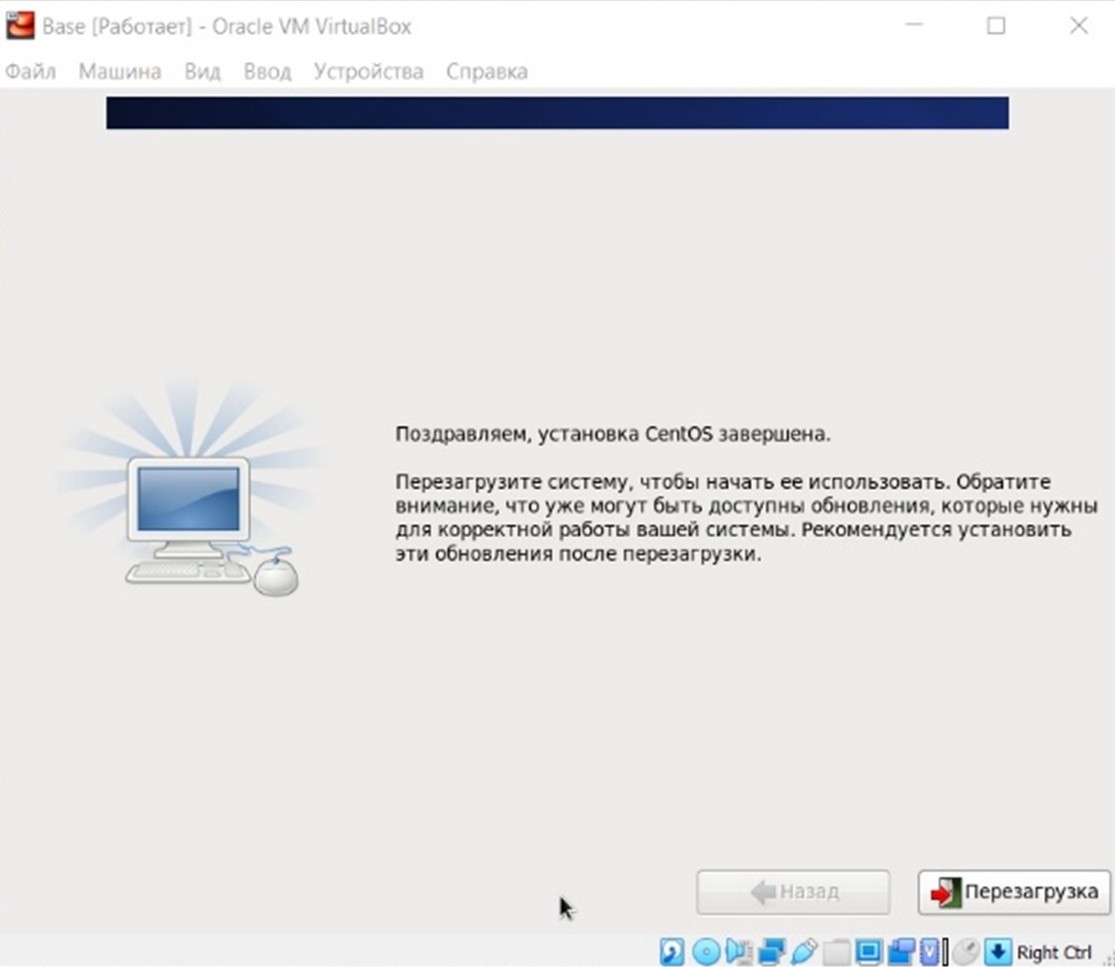 Base [Работает] - Oracle VM VirtualBox
Файл Машина Вид Ввод Устройства Справка
Поздравляем, установка CentOS завершена.
Перезагрузите систему, чтобы начать ее использовать. Обратите
внимание, что уже могут быть доступны обновления, которые нужны
для корректной работы вашей системы. Рекомендуется установить
эти обновления после перезагрузки.
Назад Перезагрузка
Right Ctrl